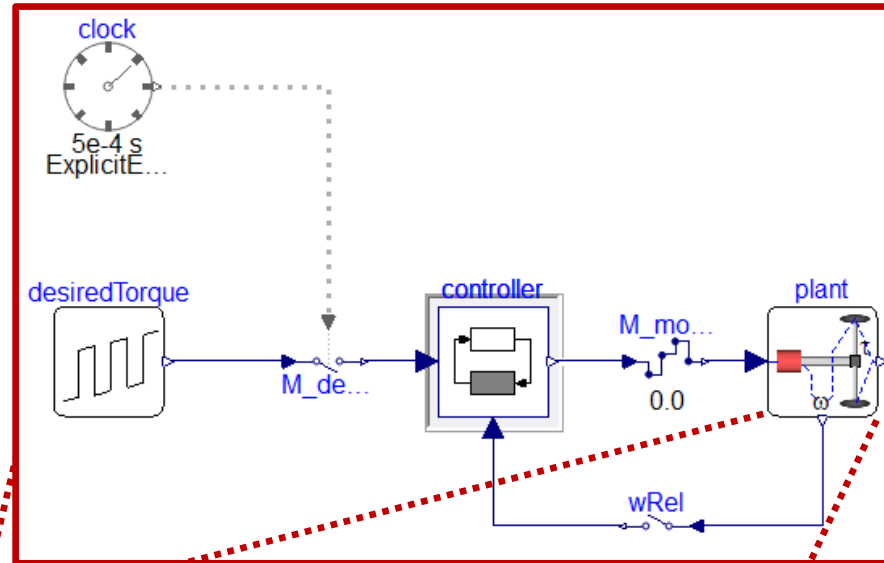 clock
5e-4 s
ExplicitE...
desiredTorque
controller
plant
M_mo...
M_de...
0.0
τ
ω
wRel